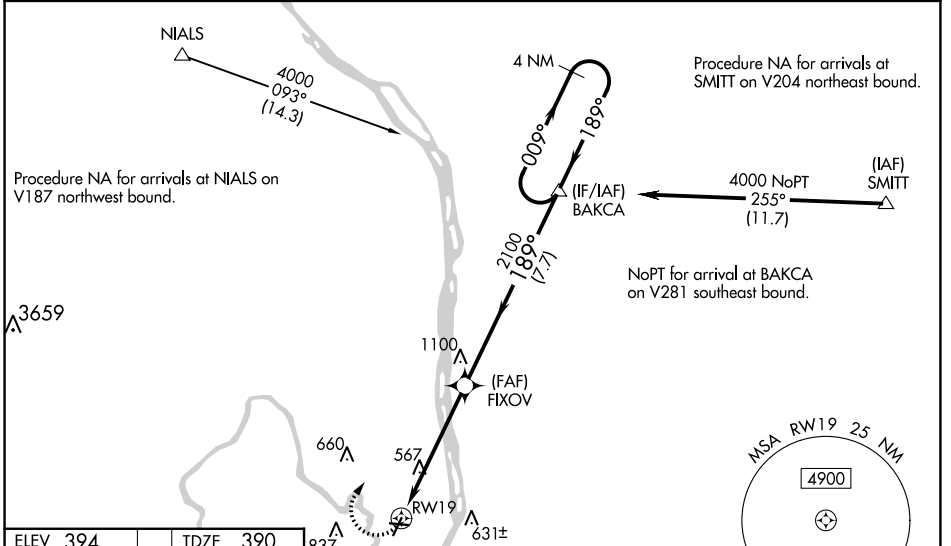 NIALS
4000
093°
(14.3)
4 NM
Procedure NA for arrivals at
SMITT on V204 northeast bound.
009°
189°
Procedure NA for arrivals at NIALS on
V187 northwest bound.
(IF/IAF)
BAKCA
4000 NoPT
255°
(11.7)
(IAF)
SMITT
2100
189°
(7.7)
NoPT for arrival at BAKCA
on V281 southeast bound.
3659
1100
(FAF)
FIXOV
MSA RW19 25 NM
4900
660
567
RW19
631±
ELEV 394
TDZE 390